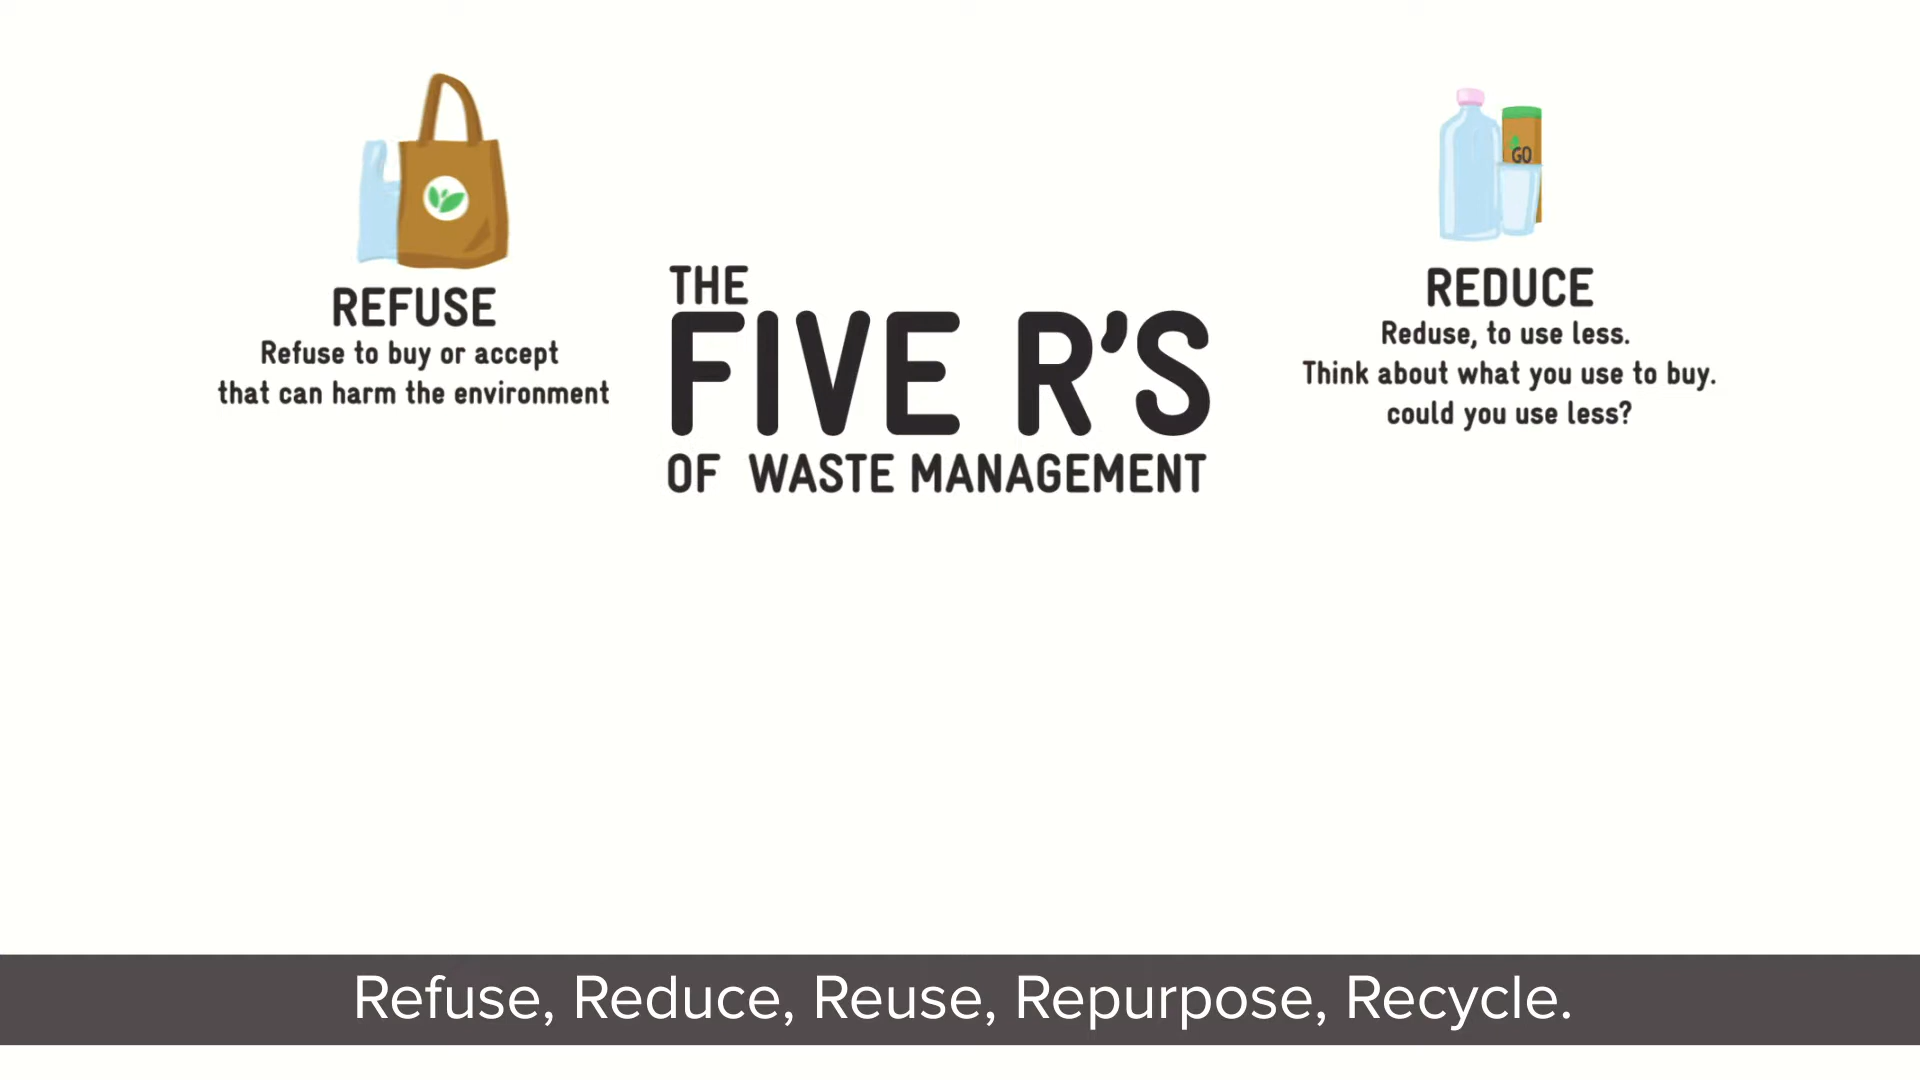 GO
REFUSE
Refuse to buy or accept
that can harm the environment
THE
FIVE R'S
OF WASTE MANAGEMENT
REDUCE
Reduse, to use less.
Think about what you use to buy.
could you use less?
Refuse, Reduce, Reuse, Repurpose, Recycle.